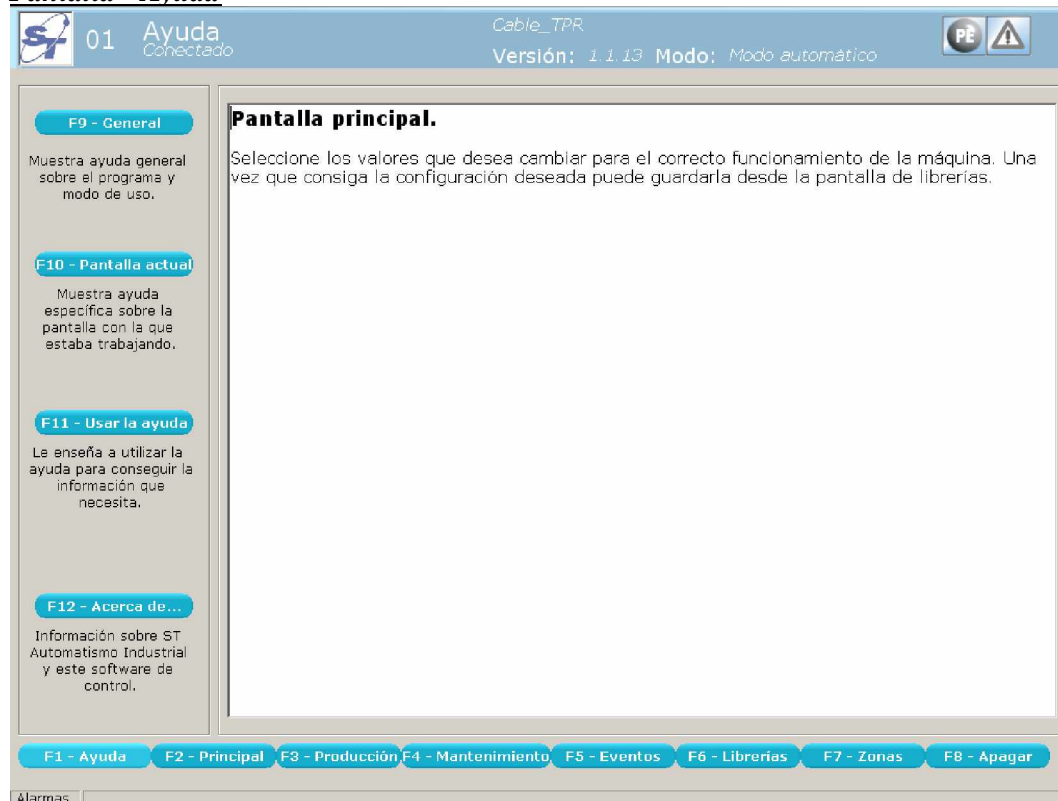 Pantalla "Ayuda"
ST 01 Ayuda
Conectado
Cable_TPR
Versión: 1.1.13 Modo: Modo automático
PE
F9 - General
Muestra ayuda general
sobre el programa y
modo de uso.
F10 - Pantalla actual
Muestra ayuda
específica sobre la
pantalla con la que
estaba trabajando.
F11 - Usar la ayuda
Le enseña a utilizar la
ayuda para conseguir la
información que
necesita.
F12 - Acerca de...
Información sobre ST
Automatismo Industrial
y este software de
control.
Pantalla principal.
Seleccione los valores que desea cambiar para el correcto funcionamiento de la máquina. Una
vez que consiga la configuración deseada puede guardarla desde la pantalla de librerías.
F1 - Ayuda F2 - Principal F3 - Producción F4 - Mantenimiento F5 - Eventos F6 - Librerías F7 - Zonas F8 - Apagar
Alarmas